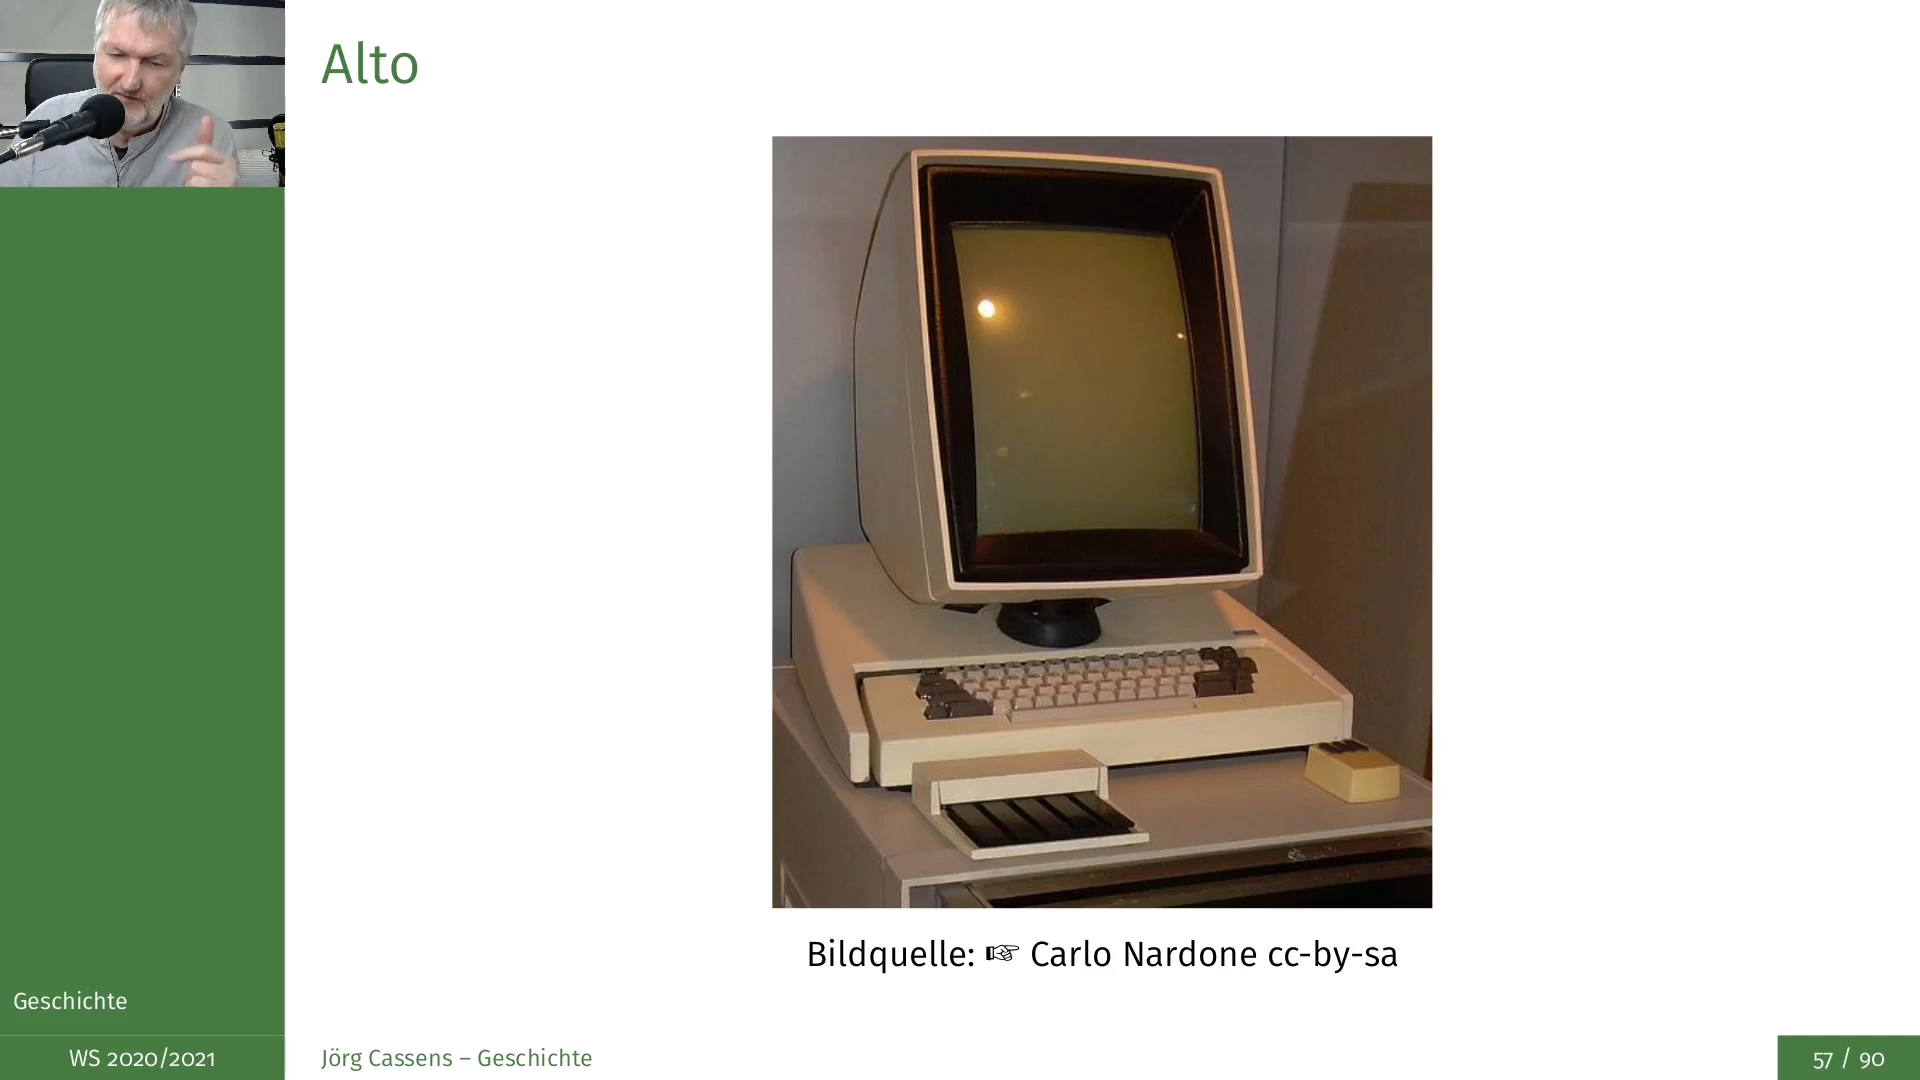 Alto
Bildquelle: ☞ Carlo Nardone cc-by-sa
Geschichte
WS 2020/2021
Jörg Cassens – Geschichte
57 / 90